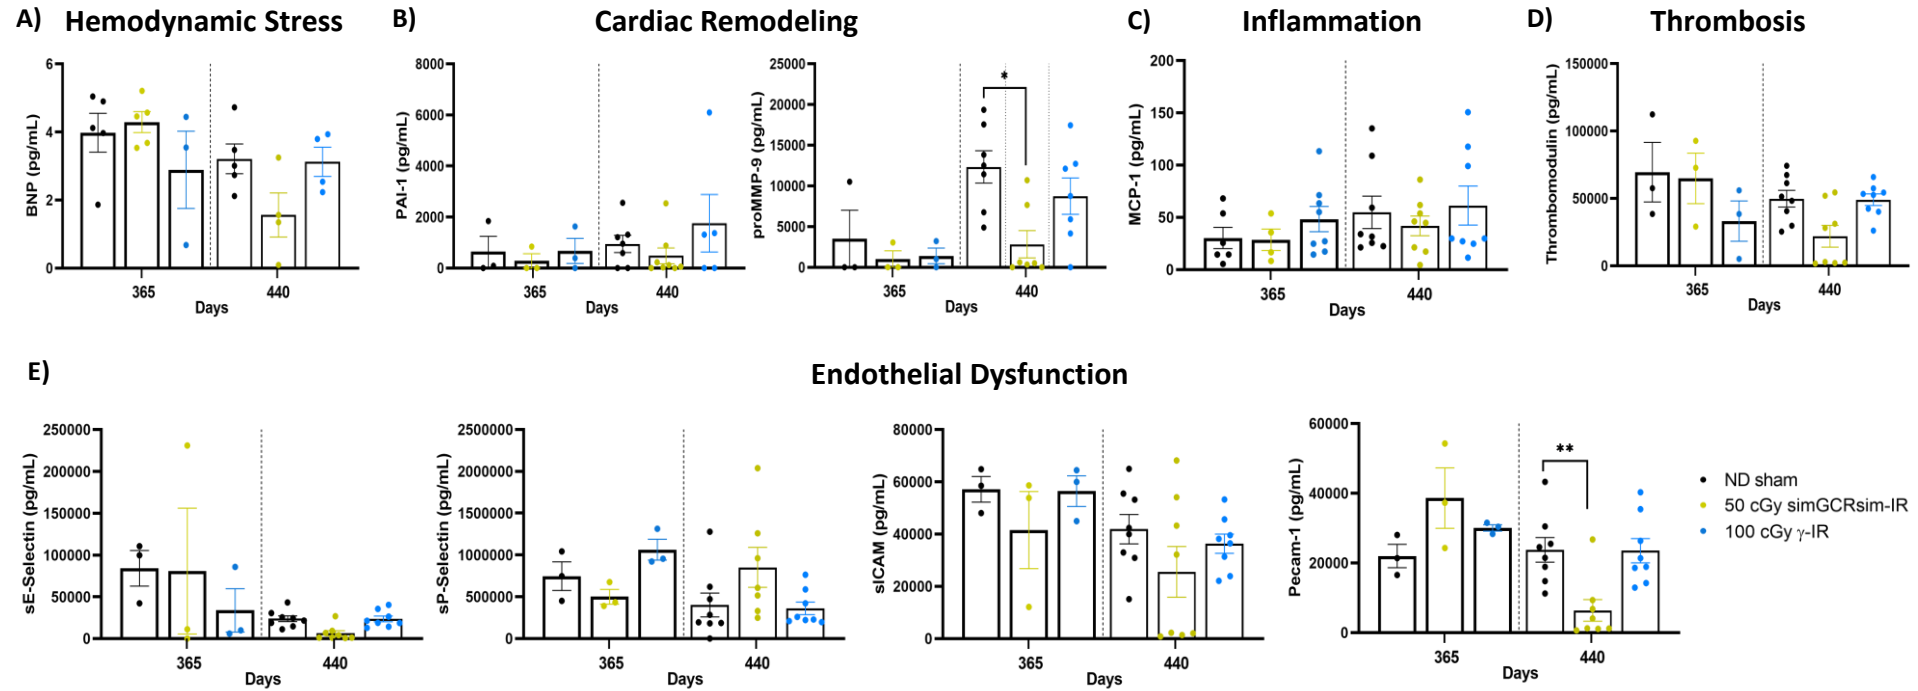 A) Hemodynamic Stress
B) Cardiac Remodeling
C) Inflammation
D) Thrombosis
BNP (pg/mL)
6
4
2
0
365 440
Days
PAI-1 (pg/mL)
8000
6000
4000
2000
0
365 440
Days
proMMP-9 (pg/mL)
25000
20000
15000
10000
5000
0
*
365 440
MCP-1 (pg/mL)
200
150
100
50
0
365 440
Days
Thrombomodulin (pg/mL)
150000
100000
50000
0
365 440
Days
E) Endothelial Dysfunction
sE-Selectin (pg/mL)
250000
200000
150000
100000
50000
0
365 440
Days
sP-Selectin (pg/mL)
2500000
2000000
1500000
1000000
500000
0
365 440
Days
sICAM (pg/mL)
80000
60000
40000
20000
0
365 440
Days
Pecam-1 (pg/mL)
60000
40000
20000
0
**
365 440
Days
ND sham
50 cGy simGCRsim-IR
100 cGy γ-IR